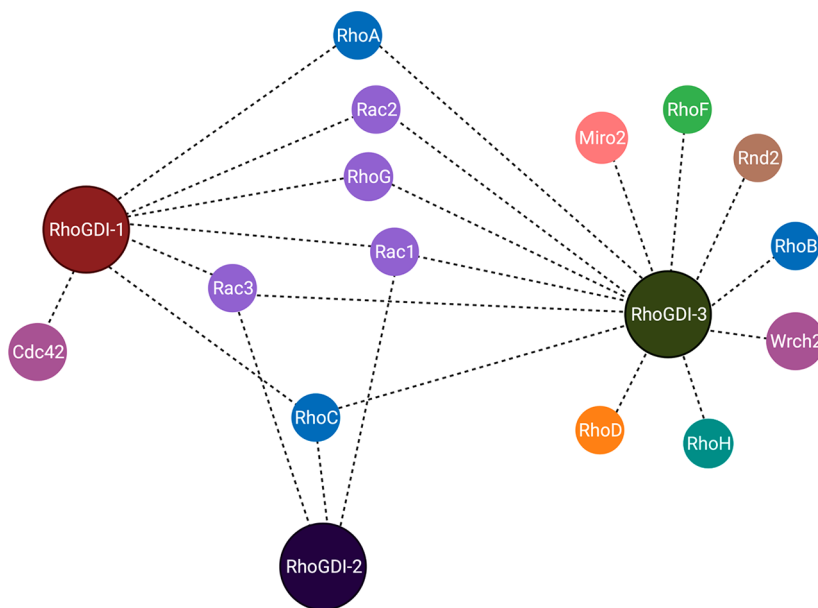 RhoA
Rac2
RhoF
Miro2
Rnd2
RhoG
RhoGDI-1
Rac1
RhoB
Rac3
RhoGDI-3
Cdc42
Wrch2
RhoC
RhoD
RhoH
RhoGDI-2